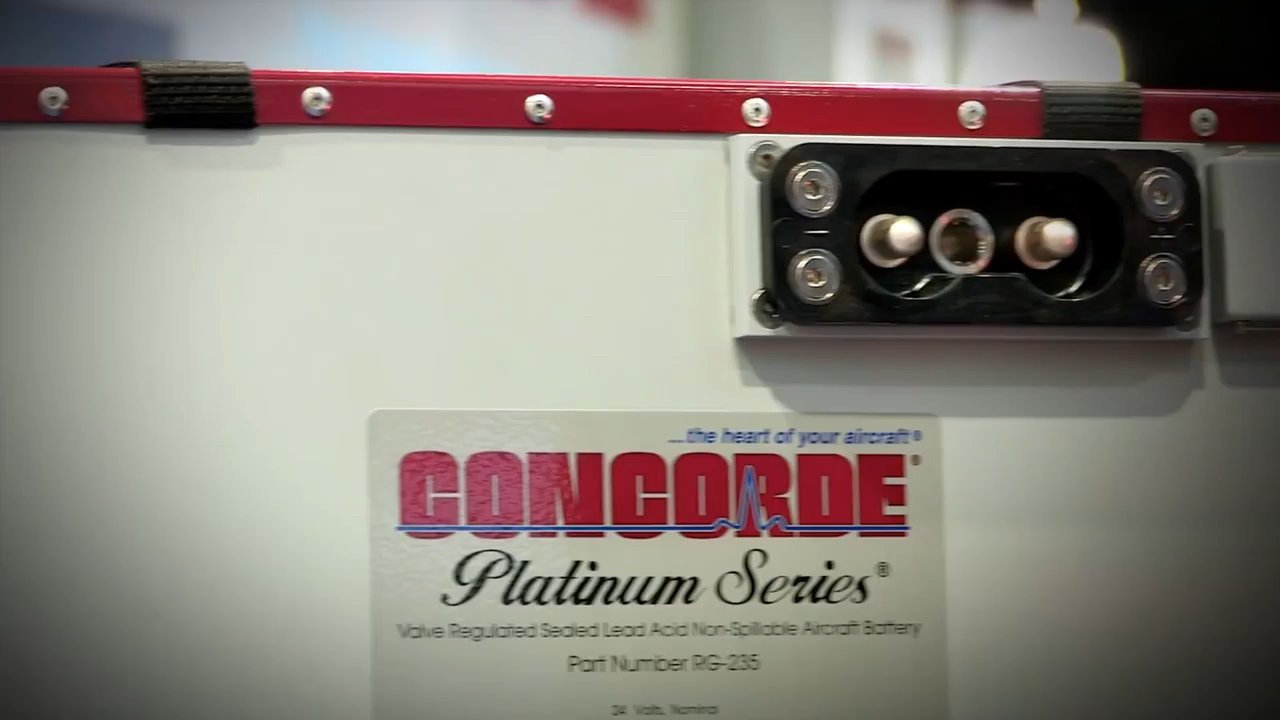 ...the heart of your aircraft®
CONCORDE®
Platinum Series®
Valve Regulated Sealed Lead Acid Non-Spillable Aircraft Battery
Part Number RG-235
24 Volts, Nominal